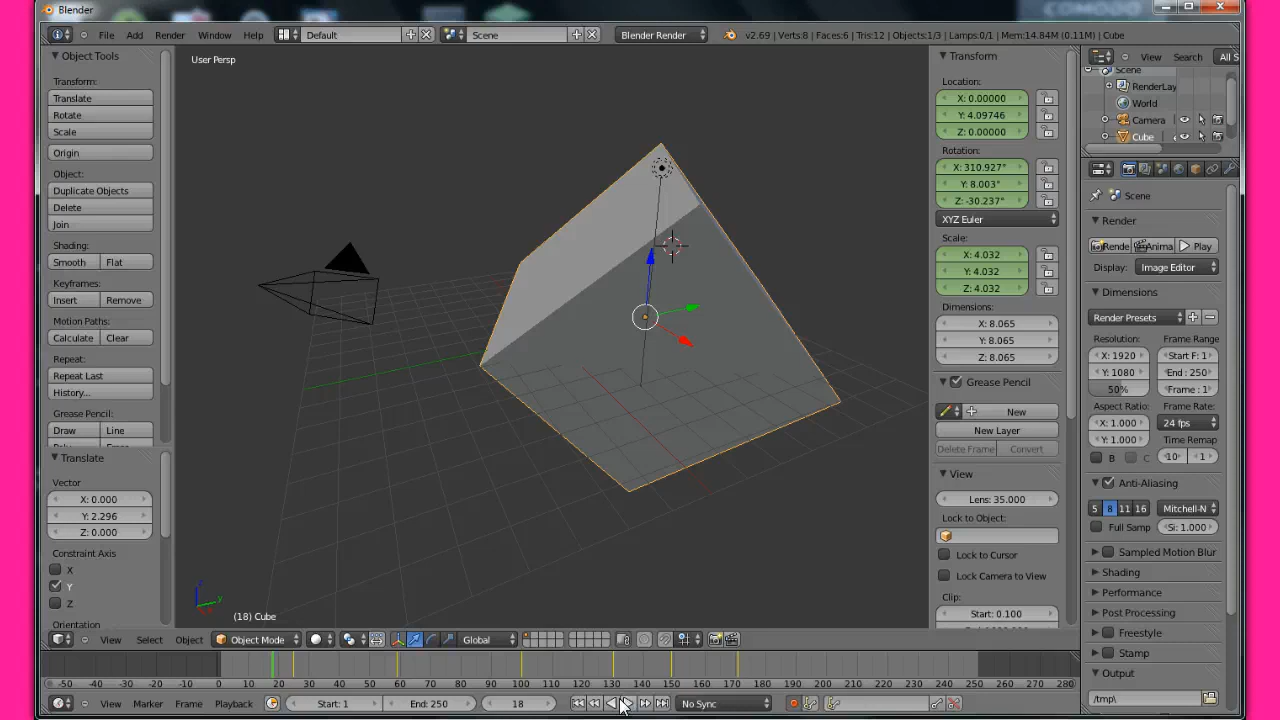 Blender
File Add Render Window Help Default Scene Blender Render v2.69 | Verts:8 | Faces:6 | Tris:12 | Objects:1/3 | Lamps:0/1 | Mem:14.84M (0.11M) | Cube
Object Tools
Transform:
Translate
Rotate
Scale
Origin
Object:
Duplicate Objects
Delete
Join
Shading:
Smooth Flat
Keyframes:
Insert Remove
Motion Paths:
Calculate Clear
Repeat:
Repeat Last
History...
Grease Pencil:
Draw Line
Translate
Vector
X: 0.000
Y: 2.296
Z: 0.000
Constraint Axis
X
Y
Z
Orientation
User Persp
(18) Cube
Transform
Location:
X: 0.00000
Y: 4.09746
Z: 0.00000
Rotation:
X: 310.927°
Y: 8.003°
Z: -30.237°
XYZ Euler
Scale:
X: 4.032
Y: 4.032
Z: 4.032
Dimensions:
X: 8.065
Y: 8.065
Z: 8.065
Grease Pencil
New
New Layer
Delete Frame Convert
View
Lens: 35.000
Lock to Object:
Lock to Cursor
Lock Camera to View
Clip:
Start: 0.100
View Search All S
Scene
RenderLay
World
Camera
Cube
Scene
Render
Rende Anima Play
Display: Image Editor
Dimensions
Render Presets
Resolution: Frame Range
X: 1920 Start F: 1
Y: 1080 End : 250
50% Frame : 1
Aspect Ratio: Frame Rate:
X: 1.000 24 fps
Y: 1.000 Time Remap
B C 10 1
Anti-Aliasing
5 8 11 16 Mitchell-N
Full Samp Si: 1.000
Sampled Motion Blur
Shading
Performance
Post Processing
Freestyle
Stamp
Output
/tmp\
View Select Object Object Mode Global
-50 -40 -30 -20 -10 0 10 20 30 40 50 60 70 80 90 100 110 120 130 140 150 160 170 180 190 200 210 220 230 240 250 260 270 280
View Marker Frame Playback Start: 1 End: 250 18 No Sync